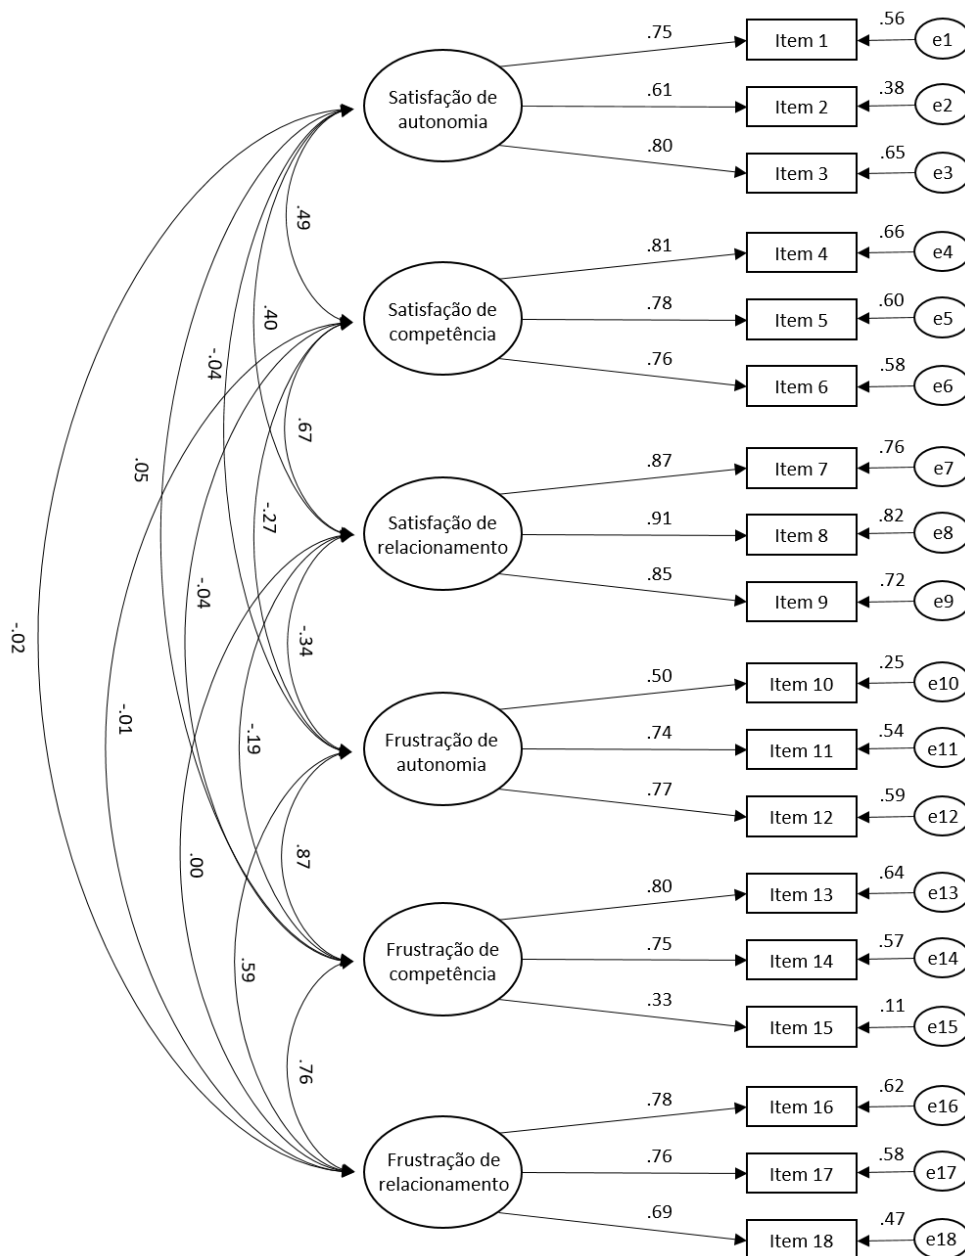 .75
Item 1
.56
e1
Satisfação de
autonomia
.61
Item 2
.38
e2
.80
Item 3
.65
e3
.49
.81
Item 4
.66
e4
Satisfação de
competência
.78
Item 5
.60
e5
.40
-.04
.76
Item 6
.58
e6
.67
.05
.87
Item 7
.76
e7
-.27
Satisfação de
relacionamento
.91
Item 8
.82
e8
-.04
.85
Item 9
.72
e9
-.02
-.34
.50
Item 10
.25
e10
-.01
-.19
Frustração de
autonomia
.74
Item 11
.54
e11
.77
Item 12
.59
e12
.00
.87
.80
Item 13
.64
e13
Frustração de
competência
.75
Item 14
.57
e14
.59
.33
Item 15
.11
e15
.76
.78
Item 16
.62
e16
Frustração de
relacionamento
.76
Item 17
.58
e17
.69
Item 18
.47
e18